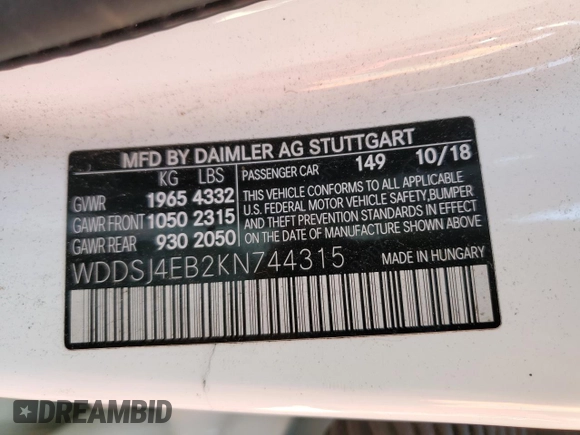 MFD BY DAIMLER AG STUTTGART
KG LBS
GVWR 1965 4332
GAWR FRONT 1050 2315
GAWR REAR 930 2050
PASSENGER CAR 149 10/18
THIS VEHICLE CONFORMS TO ALL APPLICABLE
U.S. FEDERAL MOTOR VEHICLE SAFETY, BUMPER
AND THEFT PREVENTION STANDARDS IN EFFECT
ON THE DATE OF MANUFACTURE SHOWN ABOVE.
WDDSJ4EB2KN744315
MADE IN HUNGARY
DREAMBID